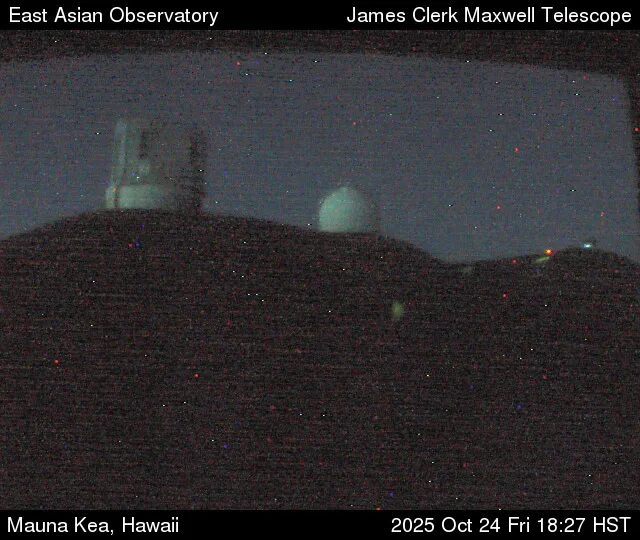 East Asian Observatory
James Clerk Maxwell Telescope
Mauna Kea, Hawaii
2025 Oct 24 Fri 18:27 HST